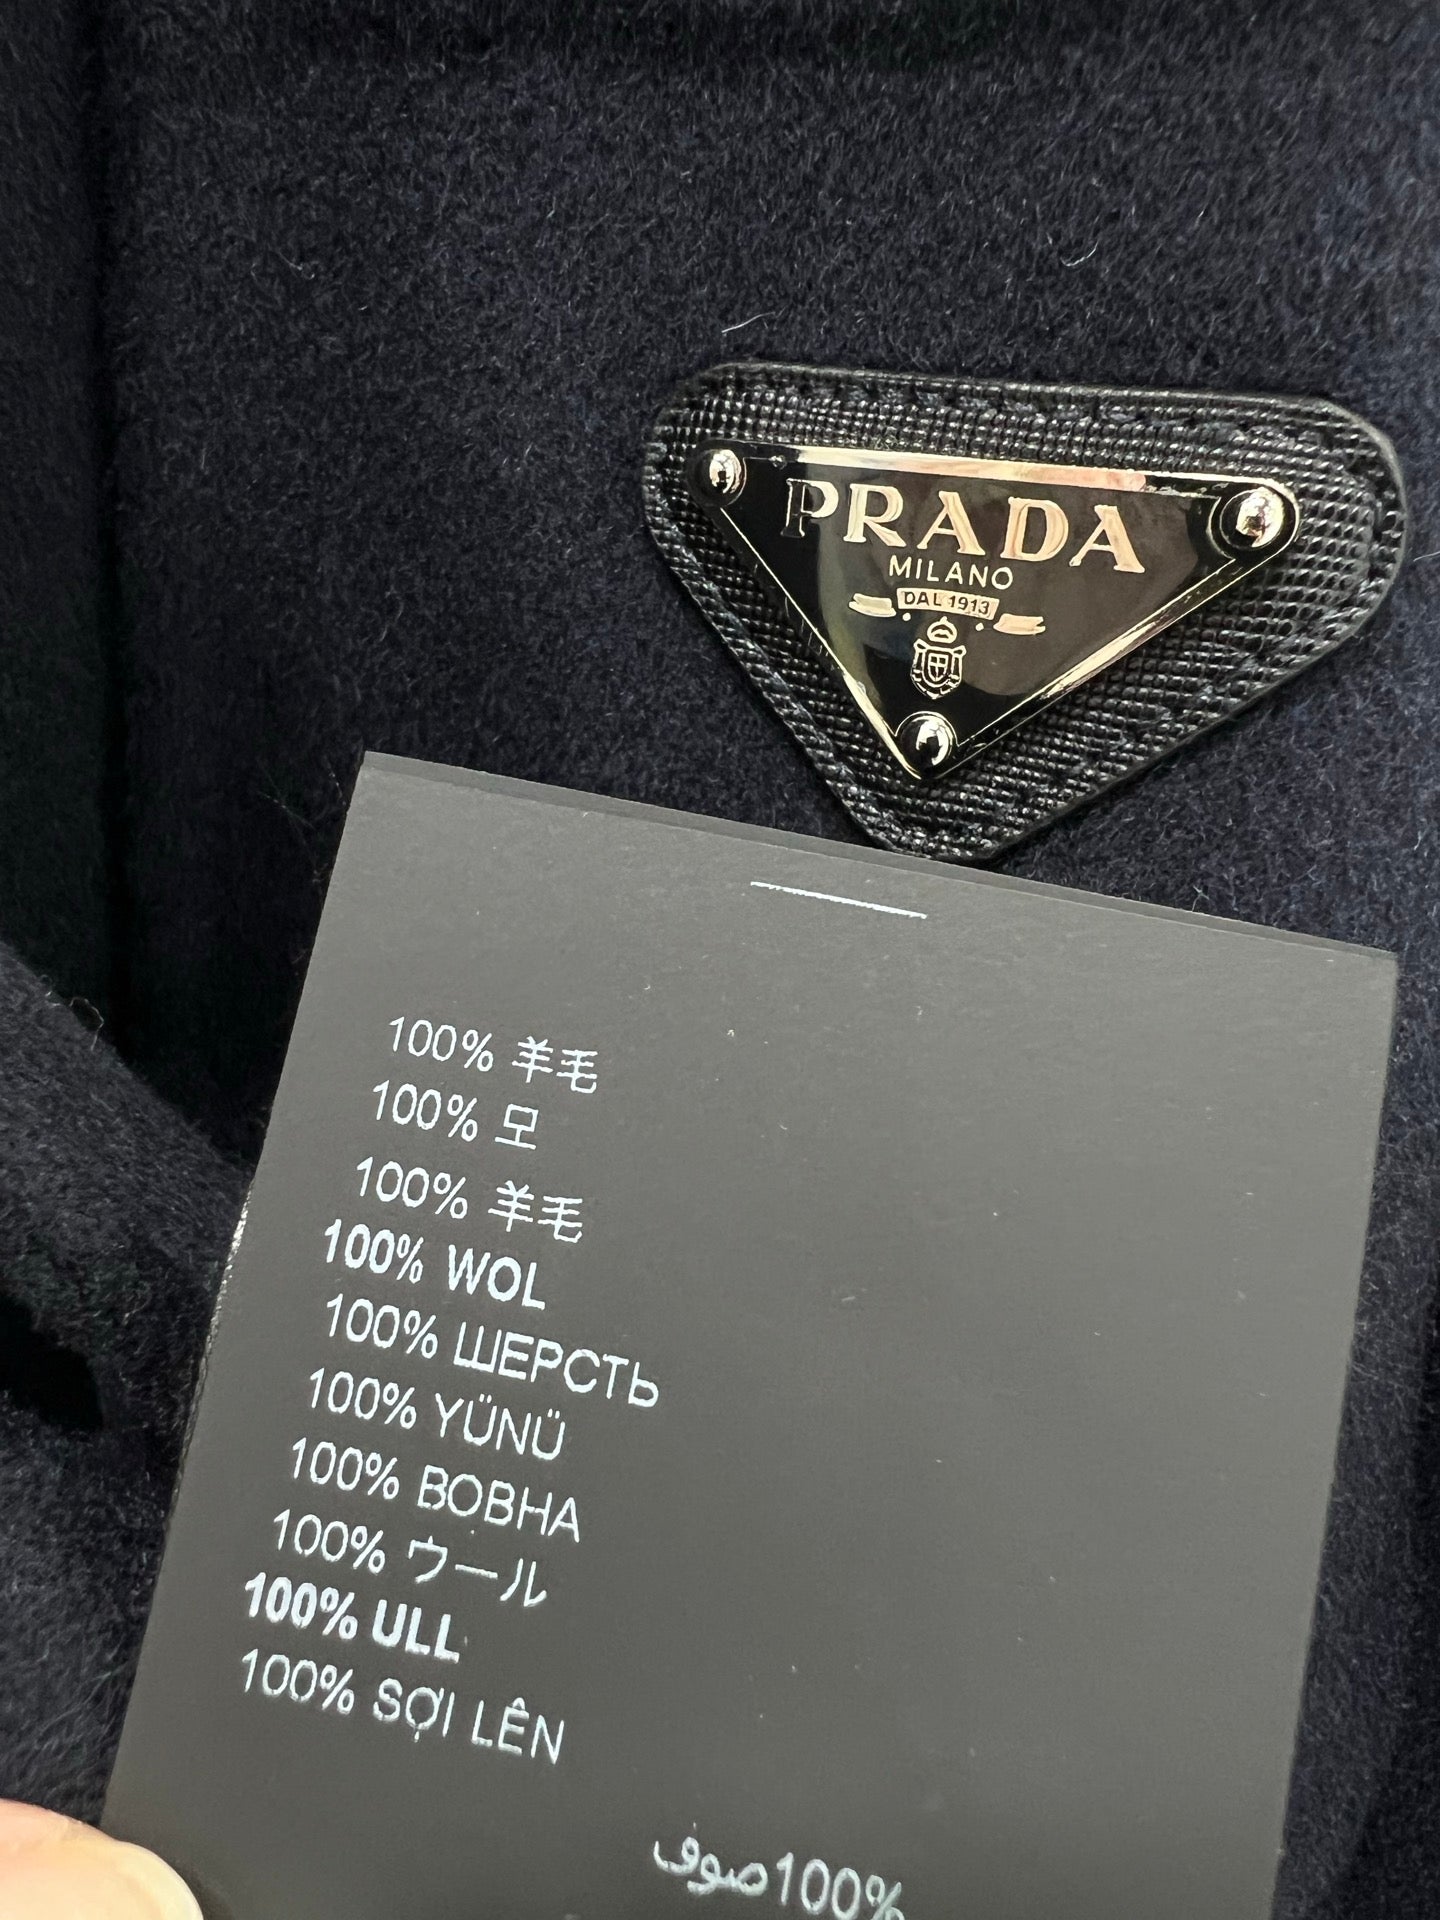 PRADA
MILANO
DAL 1913
100% 羊毛
100% 모
100% 羊毛
100% WOL
100% ШЕРСТЬ
100% YÜNÜ
100% ВОВНА
100% ウール
100% ULL
100% SỢI LÊN
100% صوف